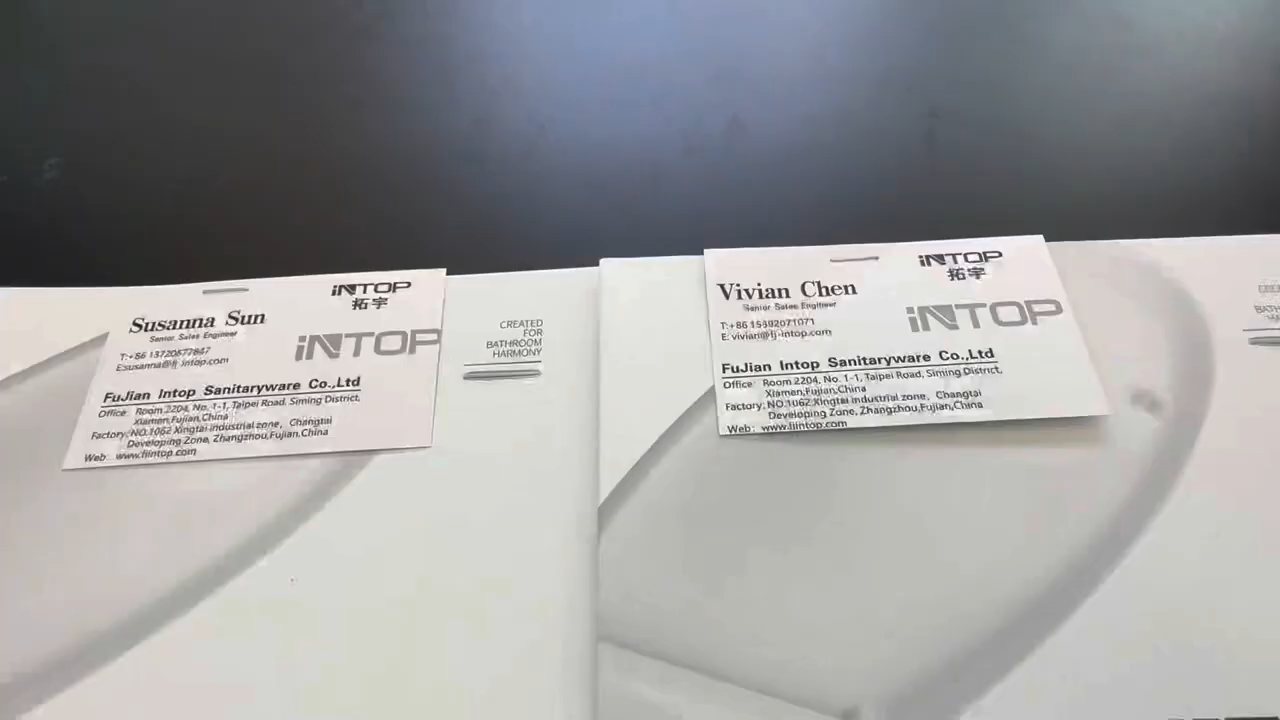 iNTOP
拓宇
Susanna Sun
Senior Sales Engineer
iNTOP
E:susanna@fj-intop.com
FuJian Intop Sanitaryware Co.,Ltd
Office: Room 2204, No. 1-1, Taipei Road, Siming District,
Xiamen,Fujian,China
Factory: NO.1062 Xingtai industrial zone, Changtai
Developing Zone, Zhangzhou,Fujian,China
Web: www.fjintop.com
CREATED
FOR
BATHROOM
HARMONY
iNTOP
拓宇
Vivian Chen
Senior Sales Engineer
iNTOP
T:+86
E: vivian@fj-intop.com
FuJian Intop Sanitaryware Co.,Ltd
Office: Room 2204, No. 1-1, Taipei Road, Siming District,
Xiamen,Fujian,China
Factory: NO.1062 Xingtai industrial zone, Changtai
Developing Zone, Zhangzhou,Fujian,China
Web: www.fjintop.com